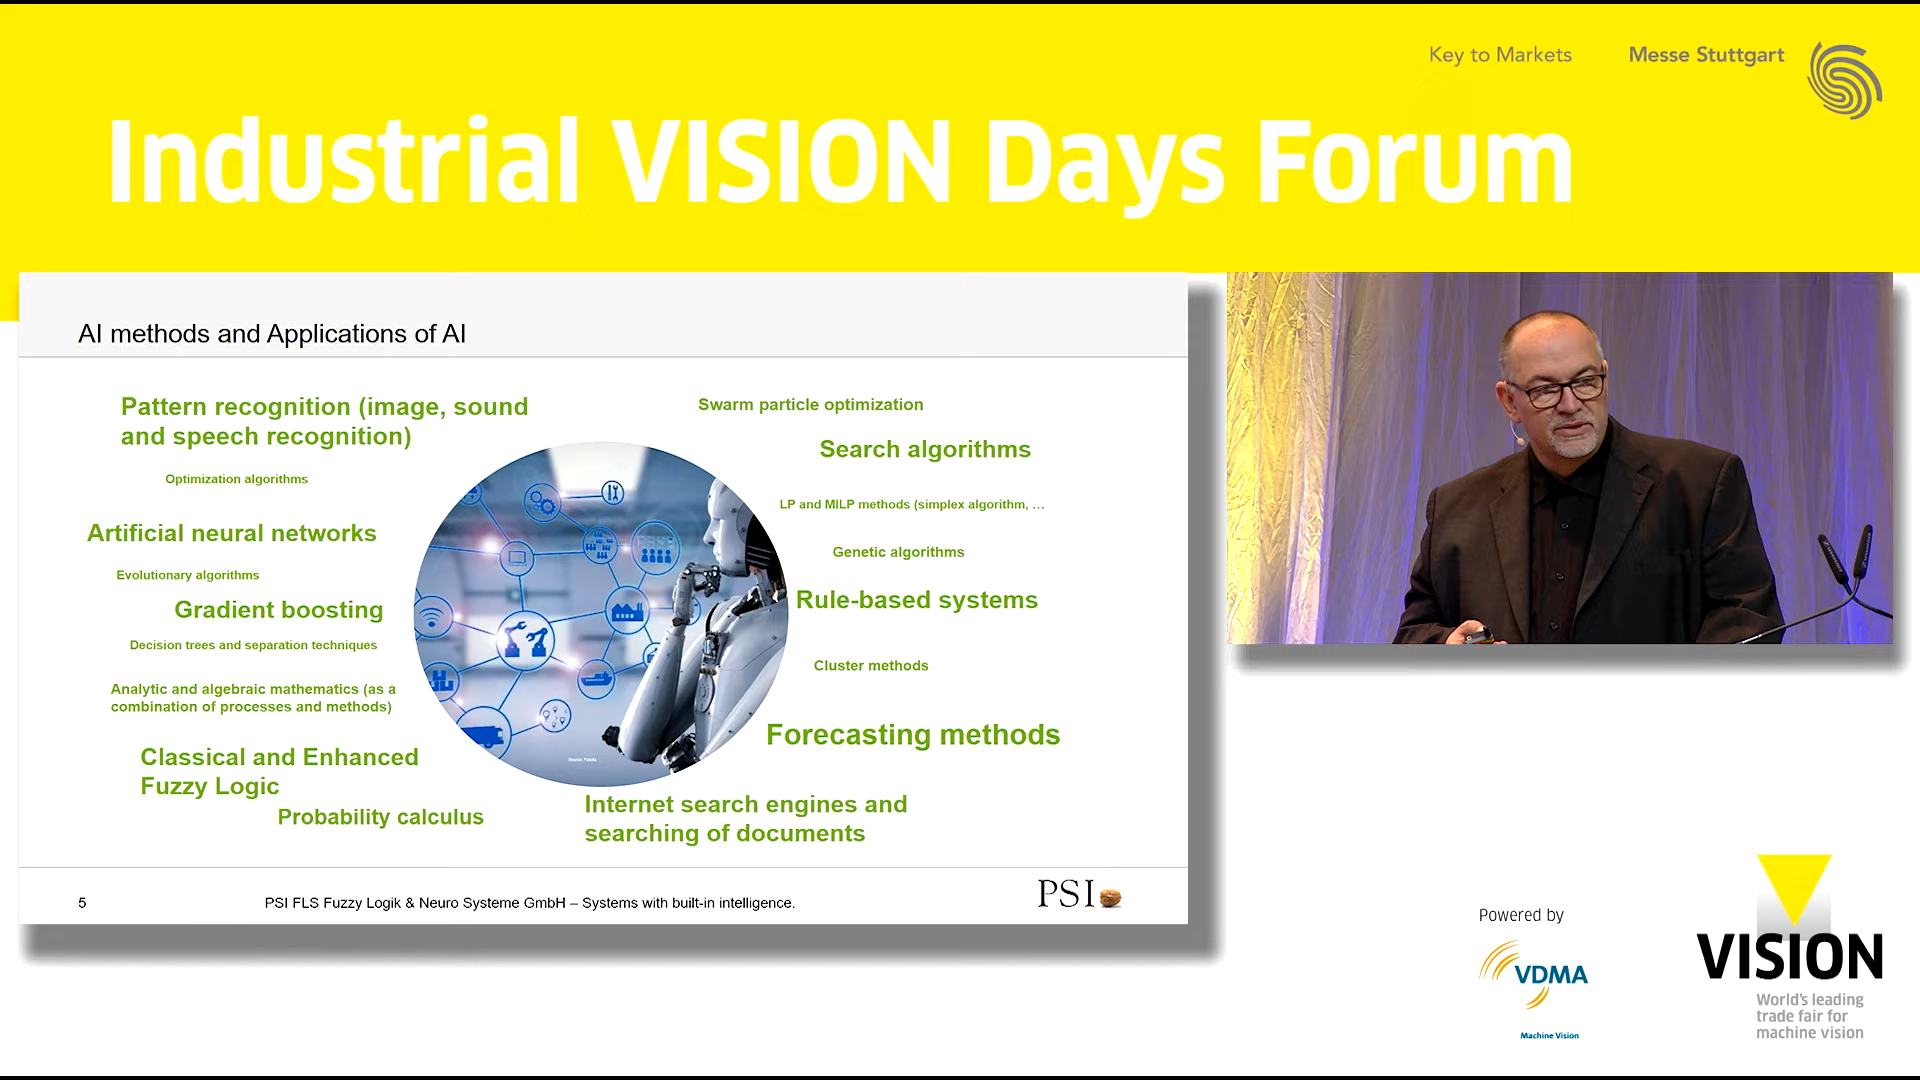 Key to Markets
Messe Stuttgart
Industrial VISION Days Forum
AI methods and Applications of AI
Pattern recognition (image, sound
and speech recognition)
Swarm particle optimization
Search algorithms
Optimization algorithms
LP and MILP methods (simplex algorithm, …
Artificial neural networks
Genetic algorithms
Evolutionary algorithms
Gradient boosting
Rule-based systems
Decision trees and separation techniques
Cluster methods
Analytic and algebraic mathematics (as a
combination of processes and methods)
Forecasting methods
Classical and Enhanced
Fuzzy Logic
Probability calculus
Internet search engines and
searching of documents
5
PSI FLS Fuzzy Logik & Neuro Systeme GmbH – Systems with built-in intelligence.
PSI
Powered by
VDMA
Machine Vision
VISION
World's leading
trade fair for
machine vision